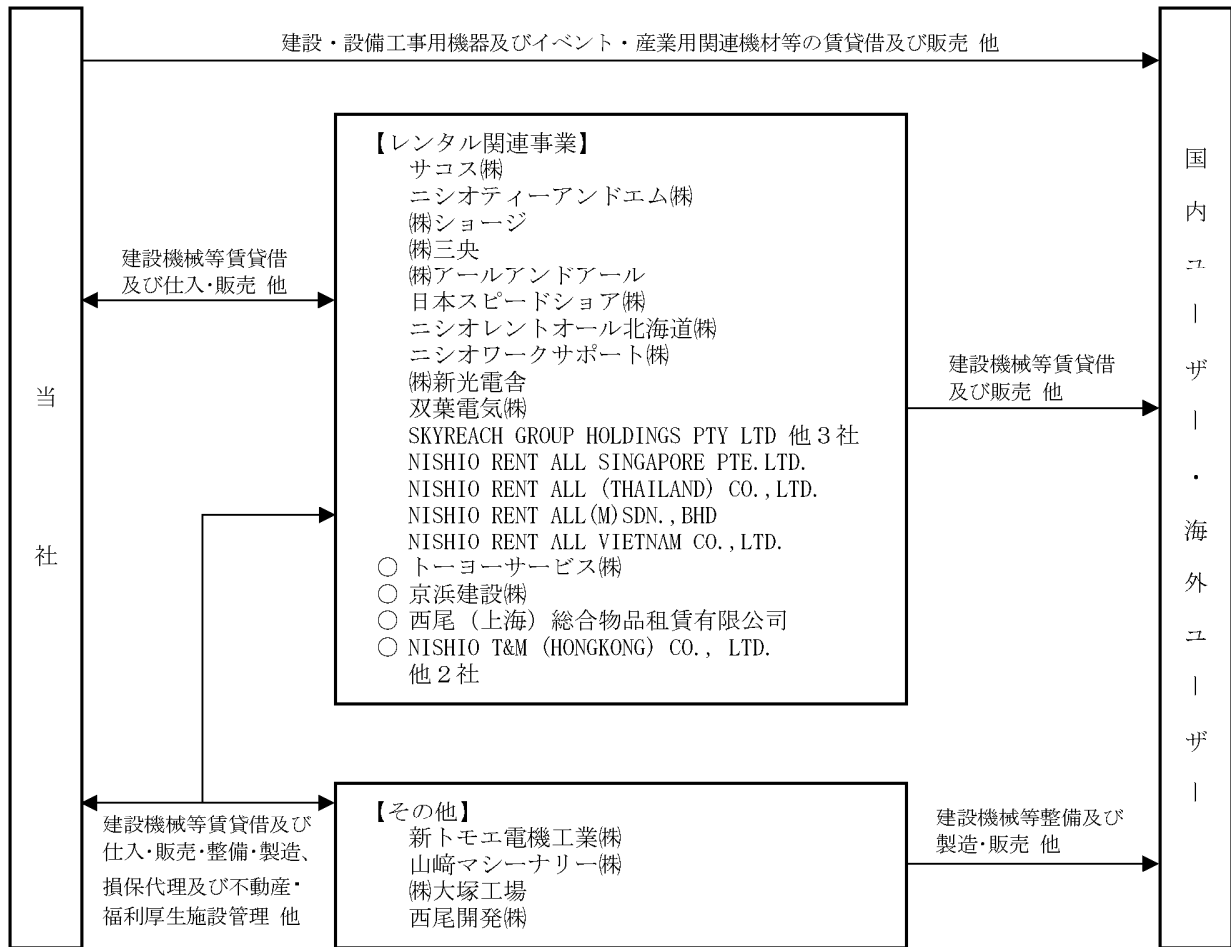 建設・設備工事用機器及びイベント・産業用関連機材等の賃貸借及び販売 他
当社
建設機械等賃貸借
及び仕入・販売 他
【レンタル関連事業】
サコス㈱
ニシオティーアンドエム㈱
㈱ショージ
㈱三央
㈱アールアンドアール
日本スピードショア㈱
ニシオレントオール北海道㈱
ニシオワークサポート㈱
㈱新光電舎
双葉電気㈱
SKYREACH GROUP HOLDINGS PTY LTD 他３社
NISHIO RENT ALL SINGAPORE PTE.LTD.
NISHIO RENT ALL (THAILAND) CO.,LTD.
NISHIO RENT ALL(M)SDN.,BHD
NISHIO RENT ALL VIETNAM CO.,LTD.
○ トーヨーサービス㈱
○ 京浜建設㈱
○ 西尾（上海）総合物品租賃有限公司
○ NISHIO T&M (HONGKONG) CO., LTD.
他２社
建設機械等賃貸借
及び販売 他
国内ユーザー・海外ユーザー
建設機械等賃貸借及び
仕入・販売・整備・製造、
損保代理及び不動産・
福利厚生施設管理 他
【その他】
新トモエ電機工業㈱
山﨑マシーナリー㈱
㈱大塚工場
西尾開発㈱
建設機械等整備及び
製造・販売 他